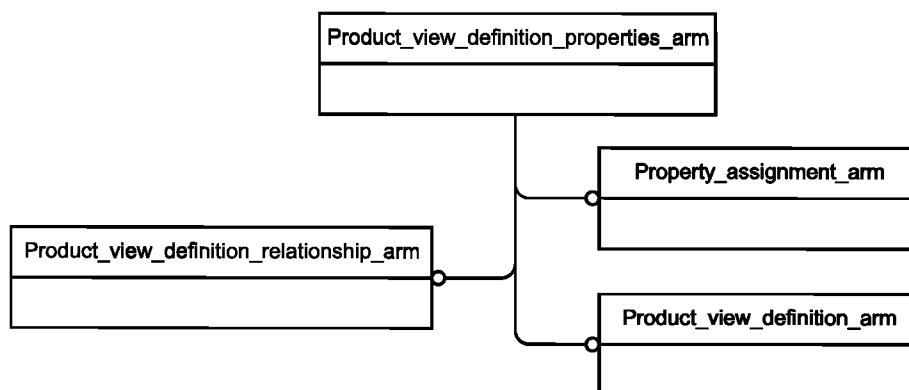 Product_view_definition_properties_arm
Property_assignment_arm
Product_view_definition_relationship_arm
Product_view_definition_arm